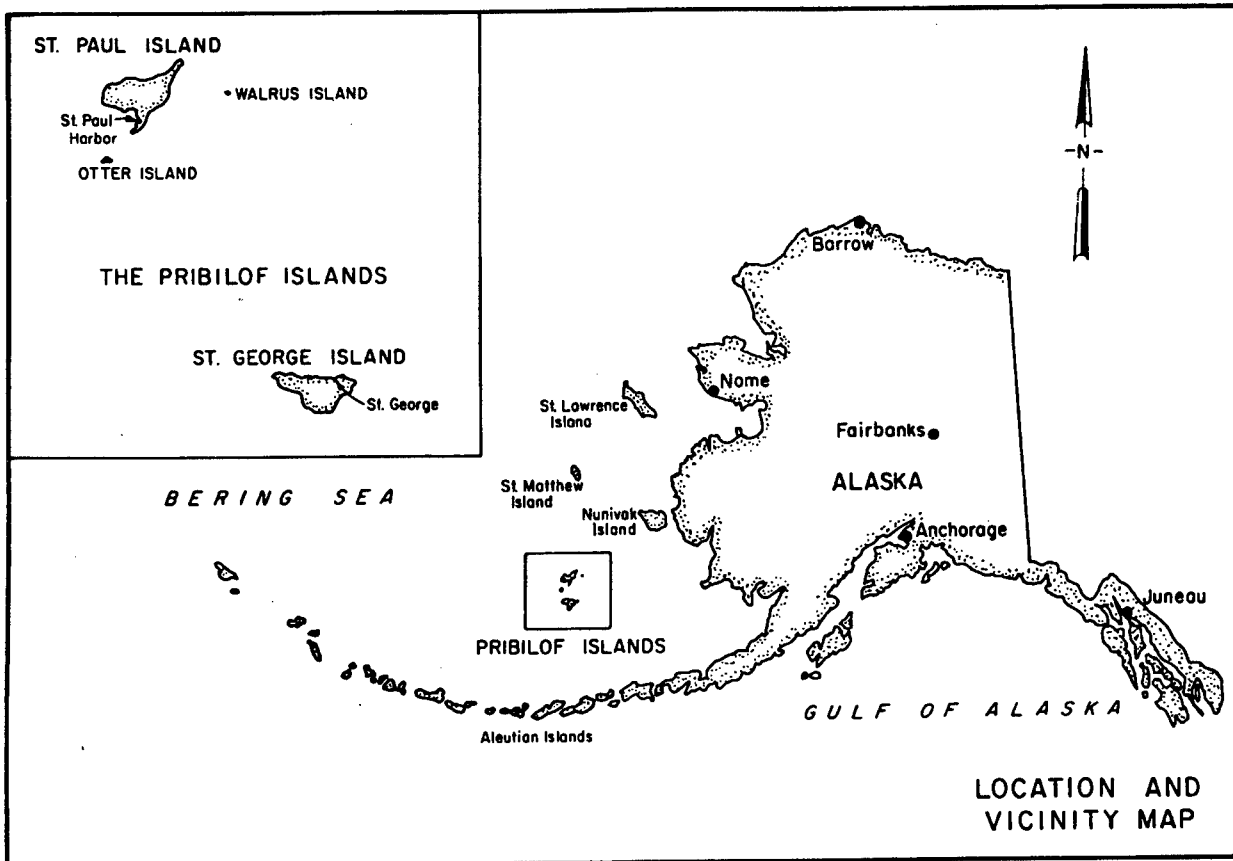 ST. PAUL ISLAND
WALRUS ISLAND
St. Paul
Harbor
OTTER ISLAND
THE PRIBILOF ISLANDS
ST. GEORGE ISLAND
St. George
-N-
Barrow
Nome
St. Lawrence
Island
Fairbanks
ALASKA
BERING SEA
St. Matthew
Island
Nunivak
Island
Anchorage
Juneau
PRIBILOF ISLANDS
GULF OF ALASKA
Aleutian Islands
LOCATION AND
VICINITY MAP